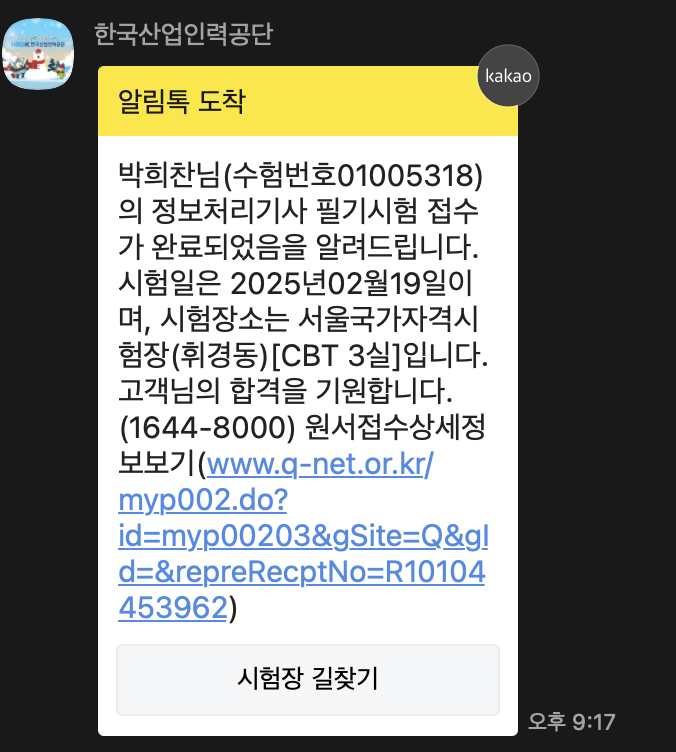 한국산업인력공단
kakao
알림톡 도착
박희찬님(수험번호01005318)
의 정보처리기사 필기시험 접수
가 완료되었음을 알려드립니다.
시험일은 2025년02월19일이
며, 시험장소는 서울국가자격시
험장(휘경동)[CBT 3실]입니다.
고객님의 합격을 기원합니다.
(1644-8000) 원서접수상세정
보보기(www.q-net.or.kr/
myp002.do?
id=myp00203&gSite=Q&gI
d=&repreRecptNo=R10104
453962)
시험장 길찾기
오후 9:17